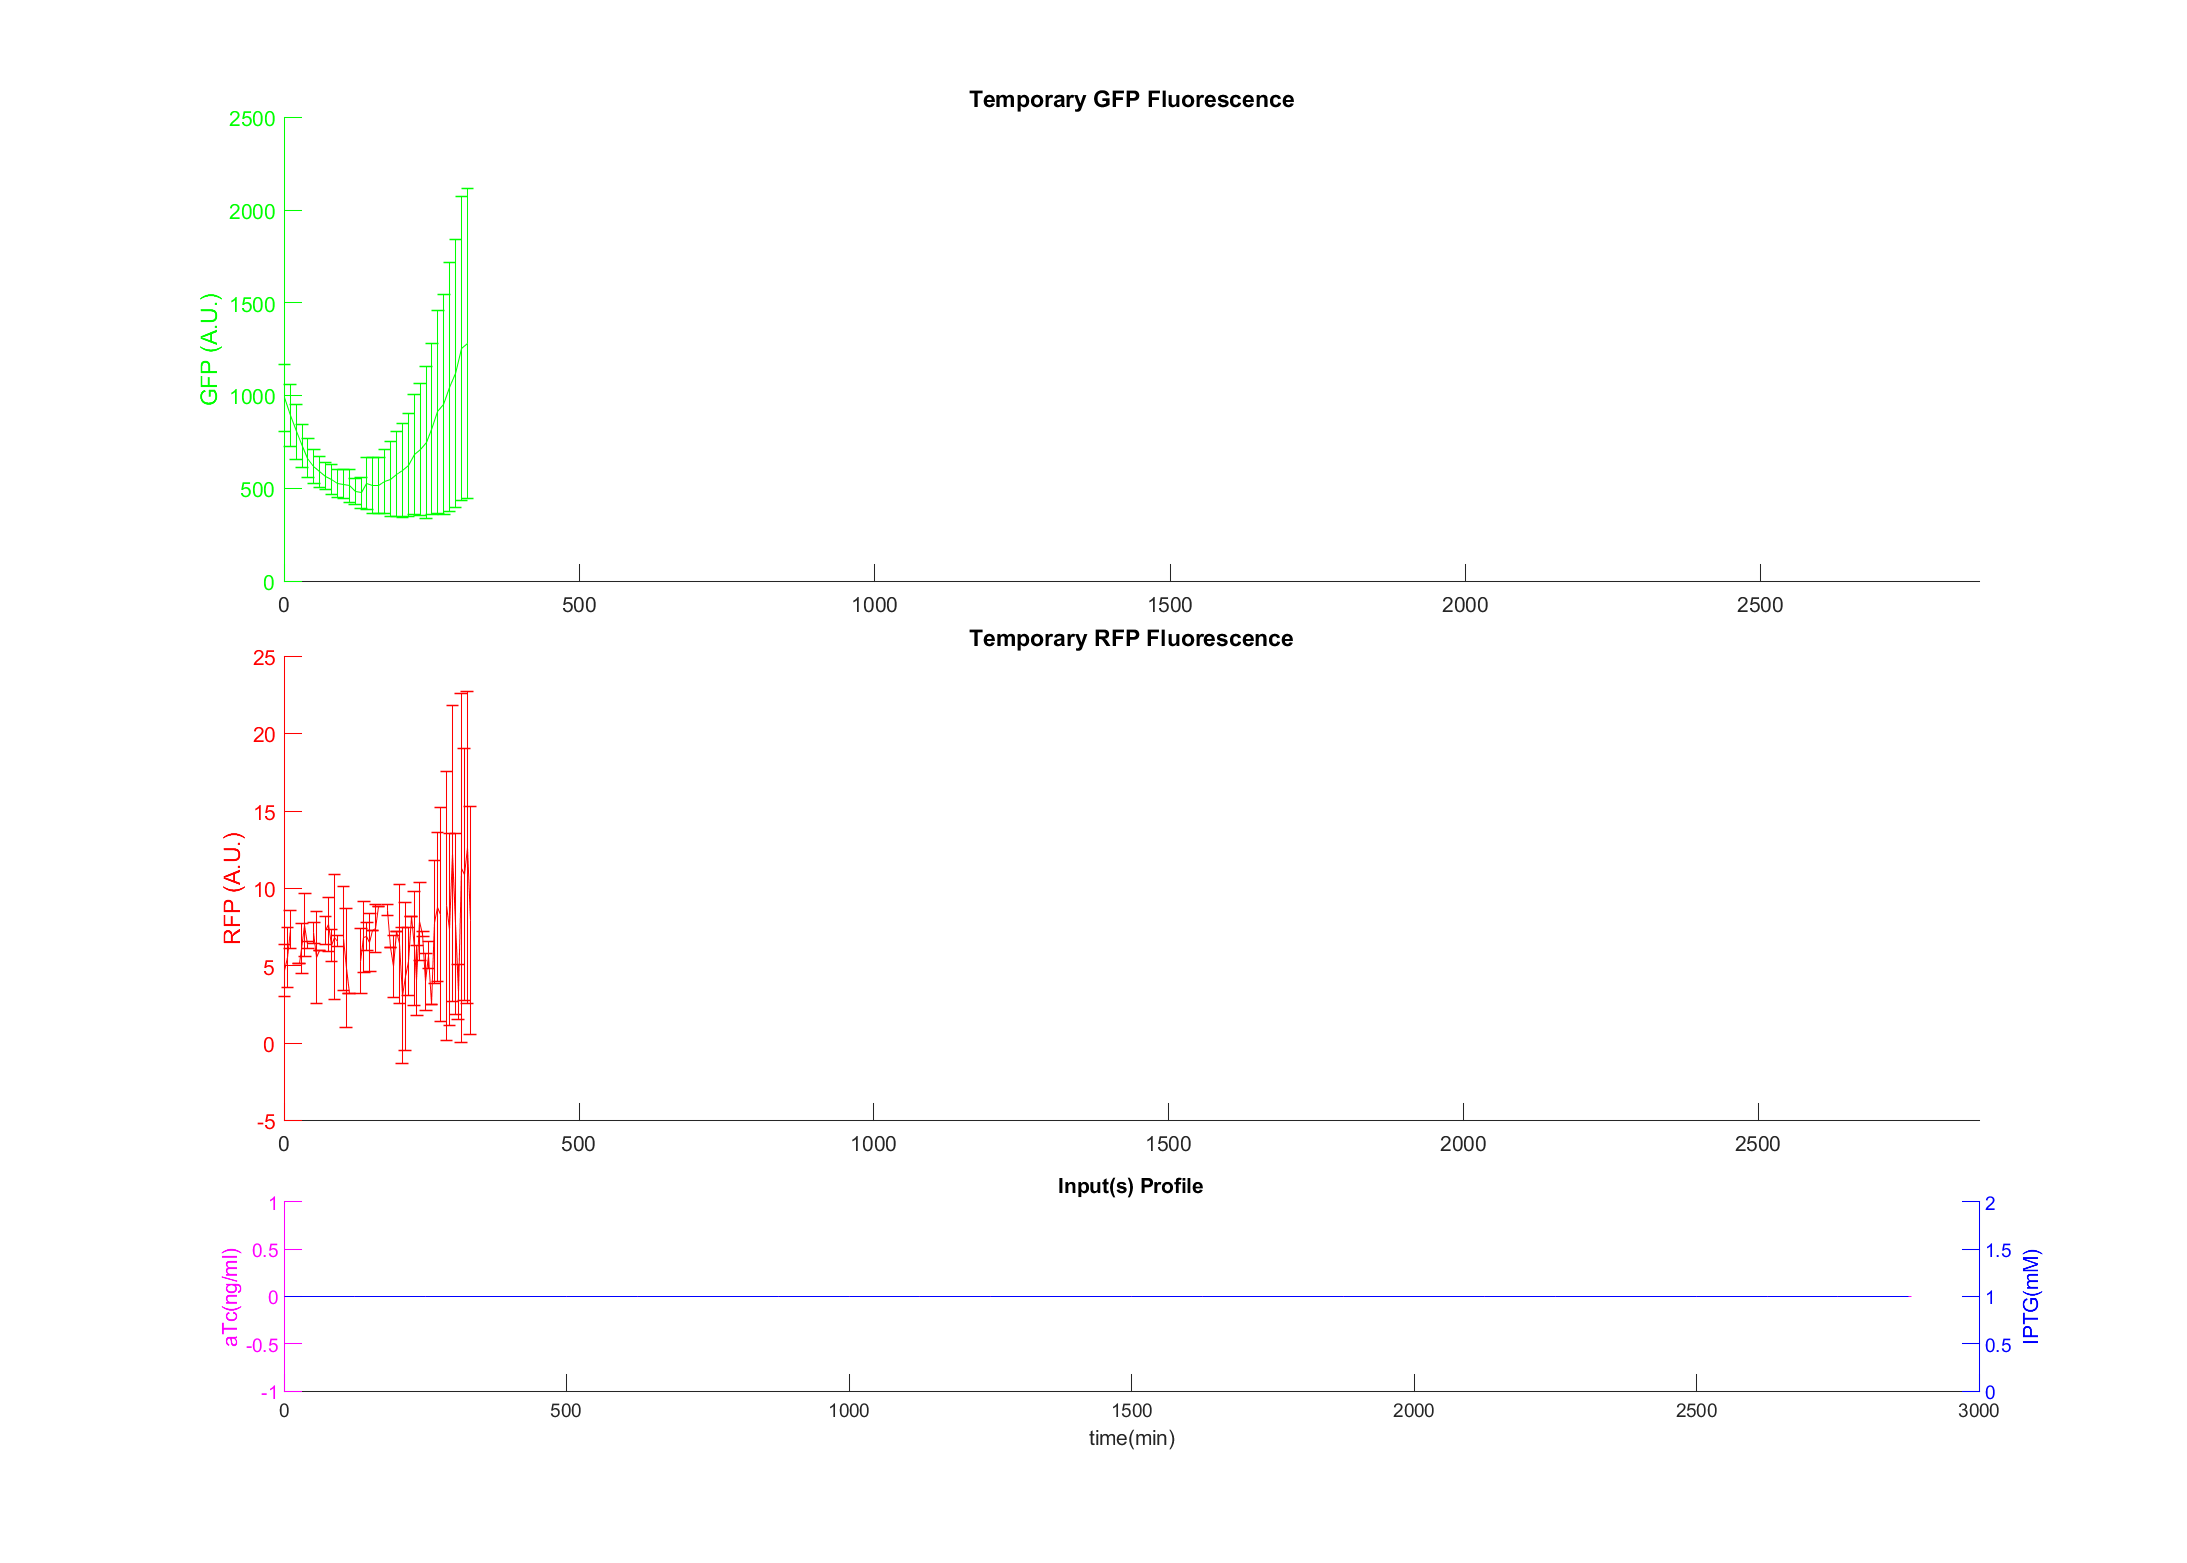 Temporary GFP Fluorescence
2500
2000
1500
1000
500
0
GFP (A.U.)
0 500 1000 1500 2000 2500
Temporary RFP Fluorescence
25
20
15
10
5
0
-5
RFP (A.U.)
0 500 1000 1500 2000 2500
Input(s) Profile
1
0.5
0
-0.5
-1
aTc(ng/ml)
2
1.5
1
0.5
0
IPTG(mM)
0 500 1000 1500 2000 2500 3000
time(min)